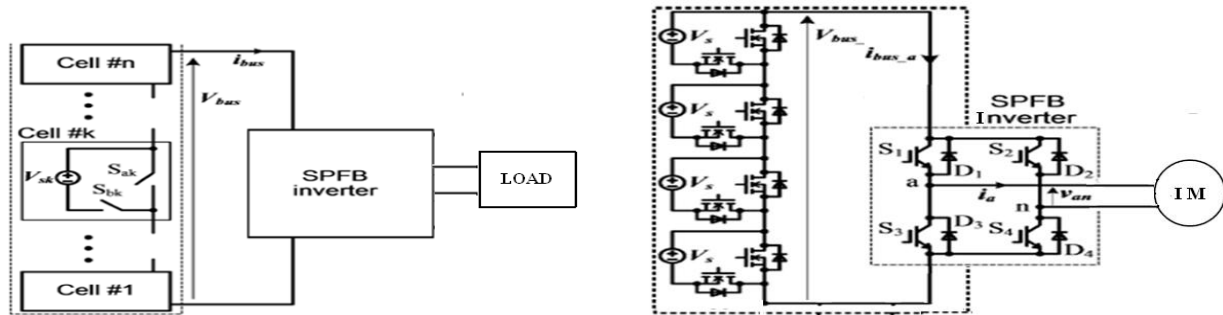 Cell #n
i_bus
V_bus
Cell #k
V_sk
S_ak
S_bk
Cell #1
SPFB
inverter
LOAD
V_s
V_s
V_s
V_s
V_bus_
i_bus_a
SPFB
Inverter
S_1
D_1
S_2
D_2
a
i_a
v_an
n
S_3
D_3
S_4
D_4
IM